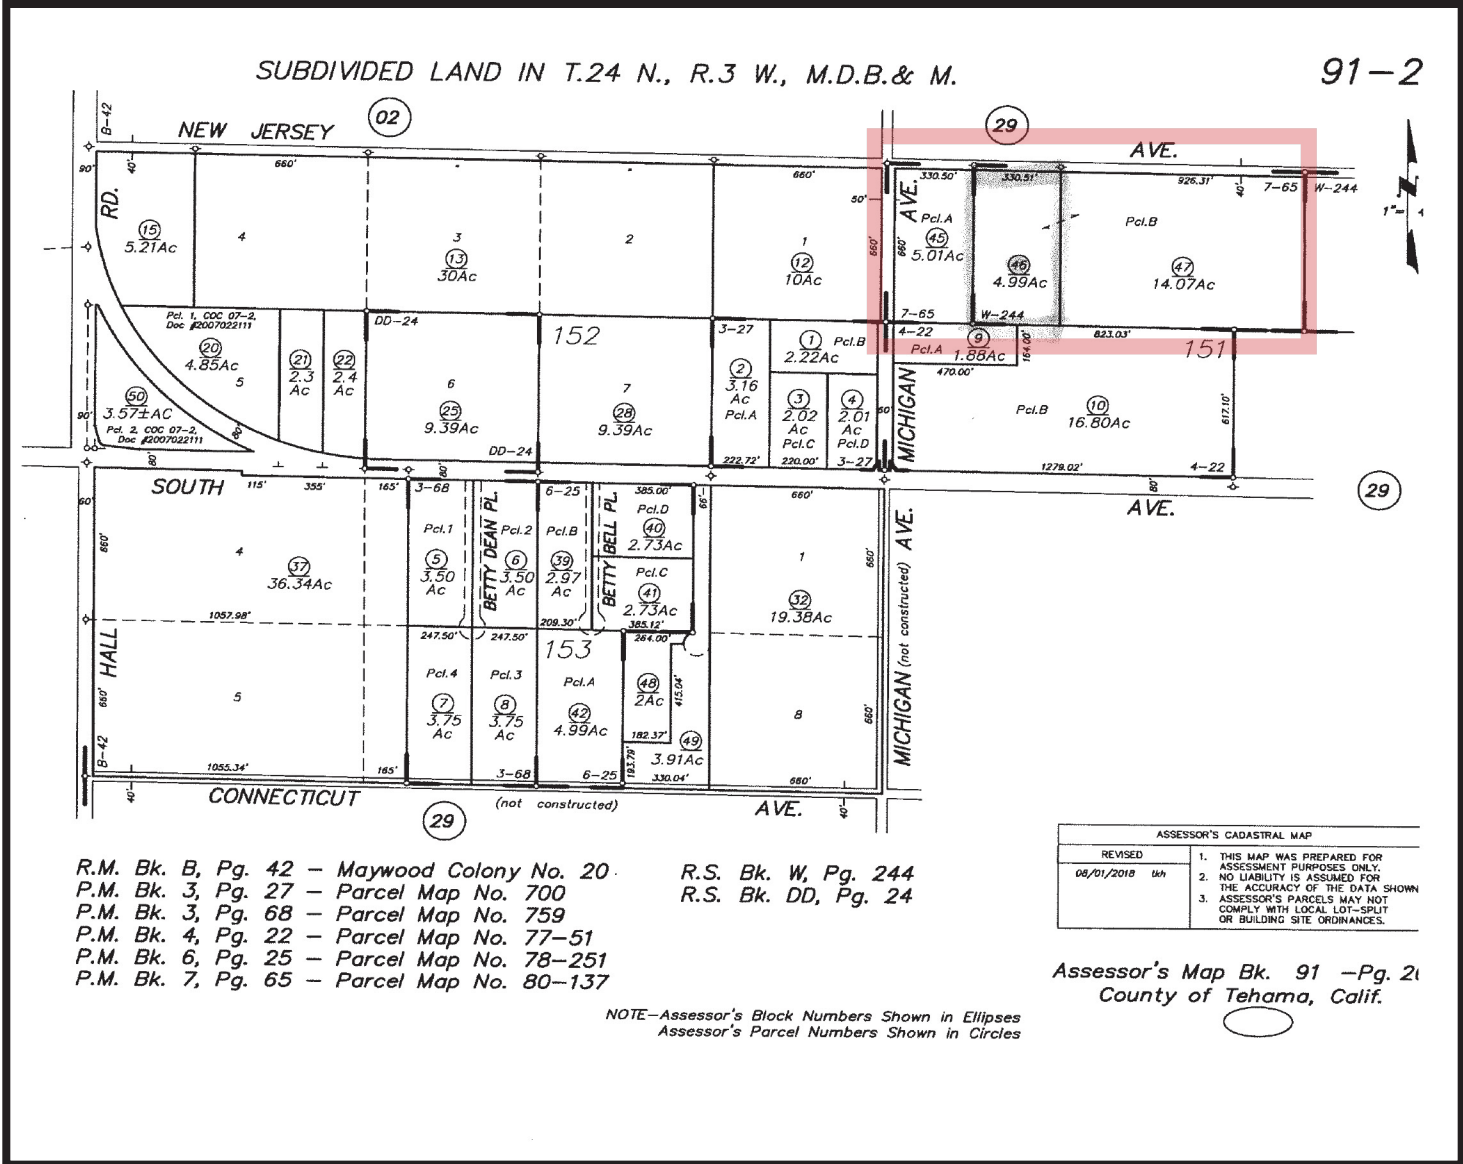 SUBDIVIDED LAND IN T.24 N., R.3 W., M.D.B.& M.
91-2
02
29
B-42
NEW JERSEY
AVE.
90'
40'
660'
660'
330.50'
330.51'
926.31'
40'
7-65
W-244
1"= 4
RD.
50'
AVE.
660'
660'
15
5.21Ac
4
3
13
30Ac
2
1
12
10Ac
Pcl.A
45
5.01Ac
46
4.99Ac
Pcl.B
47
14.07Ac
Pcl. 1, COC 07-2,
Doc #2007022111
20
4.85Ac
5
21
2.3
Ac
22
2.4
Ac
DD-24
152
3-27
7-65
W-244
4-22
Pcl.A
9
1.88Ac
164.00'
823.03'
151
470.00'
50
3.57±AC
Pcl. 2, COC 07-2,
Doc #2007022111
90'
80'
80'
6
25
9.39Ac
7
28
9.39Ac
DD-24
2
3.16
Ac
Pcl.A
1
2.22Ac
Pcl.B
3
2.02
Ac
Pcl.C
4
2.01
Ac
Pcl.D
222.72'
220.00'
3-27
60'
MICHIGAN
Pcl.B
10
16.80Ac
617.10'
1279.02'
4-22
80'
SOUTH
115'
355'
165'
80'
3-68
6-25
385.00'
66'
660'
AVE.
29
60'
660'
4
37
36.34Ac
1057.98'
Pcl.1
5
3.50
Ac
BETTY DEAN PL.
Pcl.2
6
3.50
Ac
Pcl.B
39
2.97
Ac
BETTY BELL PL.
Pcl.D
40
2.73Ac
Pcl.C
41
2.73Ac
1
32
19.38Ac
660'
247.50'
247.50'
209.30'
385.12'
264.00'
153
HALL
660'
5
B-42
Pcl.4
7
3.75
Ac
Pcl.3
8
3.75
Ac
Pcl.A
42
4.99Ac
48
2Ac
415.04'
182.37'
193.79'
49
3.91Ac
8
660'
MICHIGAN (not constructed) AVE.
1055.34'
165'
3-68
6-25
330.04'
660'
40'
CONNECTICUT
(not constructed)
AVE.
40'
29
R.M. Bk. B, Pg. 42 – Maywood Colony No. 20
P.M. Bk. 3, Pg. 27 – Parcel Map No. 700
P.M. Bk. 3, Pg. 68 – Parcel Map No. 759
P.M. Bk. 4, Pg. 22 – Parcel Map No. 77-51
P.M. Bk. 6, Pg. 25 – Parcel Map No. 78-251
P.M. Bk. 7, Pg. 65 – Parcel Map No. 80-137
R.S. Bk. W, Pg. 244
R.S. Bk. DD, Pg. 24
ASSESSOR'S CADASTRAL MAP
REVISED
08/01/2018 tkh
1. THIS MAP WAS PREPARED FOR
ASSESSMENT PURPOSES ONLY.
2. NO LIABILITY IS ASSUMED FOR
THE ACCURACY OF THE DATA SHOWN
3. ASSESSOR'S PARCELS MAY NOT
COMPLY WITH LOCAL LOT-SPLIT
OR BUILDING SITE ORDINANCES.
Assessor's Map Bk. 91 -Pg. 2
County of Tehama, Calif.
NOTE–Assessor's Block Numbers Shown in Ellipses
Assessor's Parcel Numbers Shown in Circles